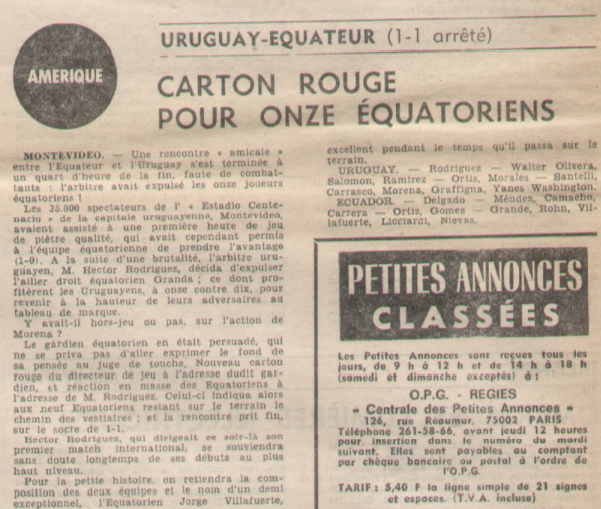 AMERIQUE
URUGUAY-EQUATEUR (1-1 arrêté)
CARTON ROUGE
POUR ONZE ÉQUATORIENS
MONTEVIDEO. — Une rencontre « amicale »
entre l'Equateur et l'Uruguay s'est terminée à
un quart d'heure de la fin, faute de combat-
tants : l'arbitre avait expulsé les onze joueurs
équatoriens !
Les 35.000 spectateurs de l' « Estadio Cente-
nario » de la capitale uruguayenne, Montevideo,
avaient assisté à une première heure de jeu
de piètre qualité, qui avait cependant permis
à l'équipe équatorienne de prendre l'avantage
(1-0). A la suite d'une brutalité, l'arbitre uru-
guayen, M. Hector Rodriguez, décida d'expulser
l'ailier droit équatorien Granda ; ce dont pro-
fitèrent les Uruguayens, à onze contre dix, pour
revenir à la hauteur de leurs adversaires au
tableau de marque.
Y avait-il hors-jeu ou pas, sur l'action de
Morena ?
Le gardien équatorien en était persuadé, qui
ne se priva pas d'aller exprimer le fond de
sa pensée au juge de touche. Nouveau carton
rouge du directeur de jeu à l'adresse dudit gar-
dien, et réaction en masse des Equatoriens à
l'adresse de M. Rodriguez. Celui-ci indiqua alors
aux neuf Equatoriens restant sur le terrain le
chemin des vestiaires ; et la rencontre prit fin,
sur le socre de 1-1.
Hector Rodriguez, qui dirigeait ce soir-là son
premier match international, se souviendra
sans doute longtemps de ses débuts au plus
haut niveau.
Pour la petite histoire, on retiendra la com-
position des deux équipes et le nom d'un demi
exceptionnel, l'Equatorien Jorge Villafuerte,
excellent pendant le temps qu'il passa sur le
terrain.
URUGUAY. — Rodriguez — Walter Olivera,
Salomon, Ramirez — Ortis, Morales — Santelli,
Carrasco, Morena, Graffigna, Yanes Washington.
ECUADOR. — Delgado — Méndez, Camacho,
Carrera — Ortiz, Gomez — Grande, Rohn, Vil-
lafuerte, Licciardi, Nievas.
PETITES ANNONCES
CLASSÉES
Les Petites Annonces sont reçues tous les
jours, de 9 h à 12 h et de 14 h à 18 h
(samedi et dimanche exceptés) à :
O.P.G. - REGIES
« Centrale des Petites Annonces »
126, rue Réaumur, 75002 PARIS
Téléphone 261-58-66, avant jeudi 12 heures
pour insertion dans le numéro du mardi
suivant. Elles sont payables au comptant
par chèque bancaire ou postal à l'ordre de
l'O.P.G.
TARIF : 5,40 F la ligne simple de 21 signes
et espaces. (T.V.A. incluse)